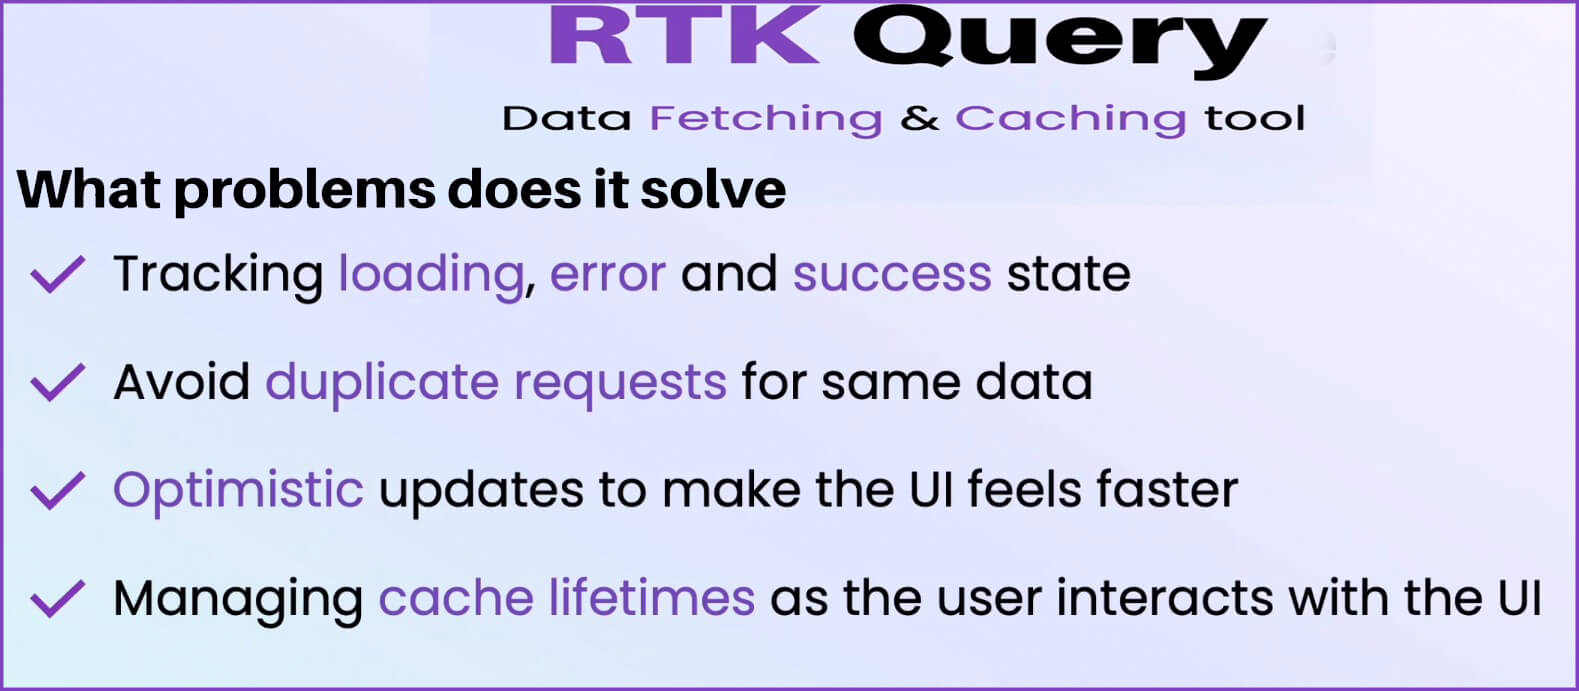 RTK Query
Data Fetching & Caching tool
What problems does it solve
Tracking loading, error and success state
Avoid duplicate requests for same data
Optimistic updates to make the UI feels faster
Managing cache lifetimes as the user interacts with the UI